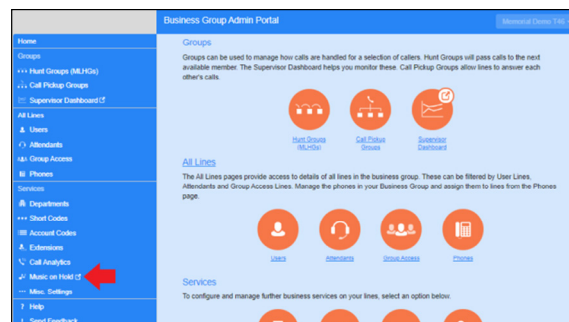 Business Group Admin Portal
Memorial Demo T46
Home
Groups
Hunt Groups (MLHGs)
Call Pickup Groups
Supervisor Dashboard
All Lines
Users
Attendants
Group Access
Phones
Services
Departments
Short Codes
Account Codes
Extensions
Call Analytics
Music on Hold
Misc. Settings
Help
Send Feedback
Groups
Groups can be used to manage how calls are handled for a selection of callers. Hunt Groups will pass calls to the next
available member. The Supervisor Dashboard helps you monitor these. Call Pickup Groups allow lines to answer each
other's calls.
Hunt Groups
(MLHGs)
Call Pickup
Groups
Supervisor
Dashboard
All Lines
The All Lines pages provide access to details of all lines in the business group. These can be filtered by User Lines,
Attendants and Group Access Lines. Manage the phones in your Business Group and assign them to lines from the Phones
page.
Users
Attendants
Group Access
Phones
Services
To configure and manage further business services on your lines, select an option below.